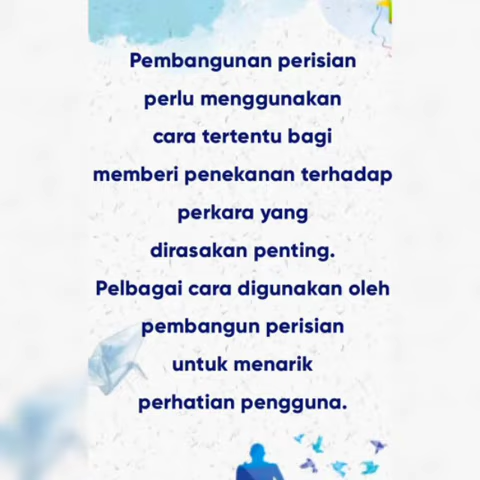 Pembangunan perisian
perlu menggunakan
cara tertentu bagi
memberi penekanan terhadap
perkara yang
dirasakan penting.
Pelbagai cara digunakan oleh
pembangun perisian
untuk menarik
perhatian pengguna.